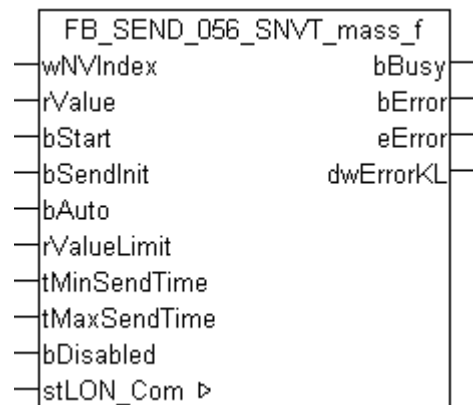 FB_SEND_056_SNVT_mass_f
wNVIndex bBusy
rValue bError
bStart eError
bSendInit dwErrorKL
bAuto
rValueLimit
tMinSendTime
tMaxSendTime
bDisabled
stLON_Com ▷